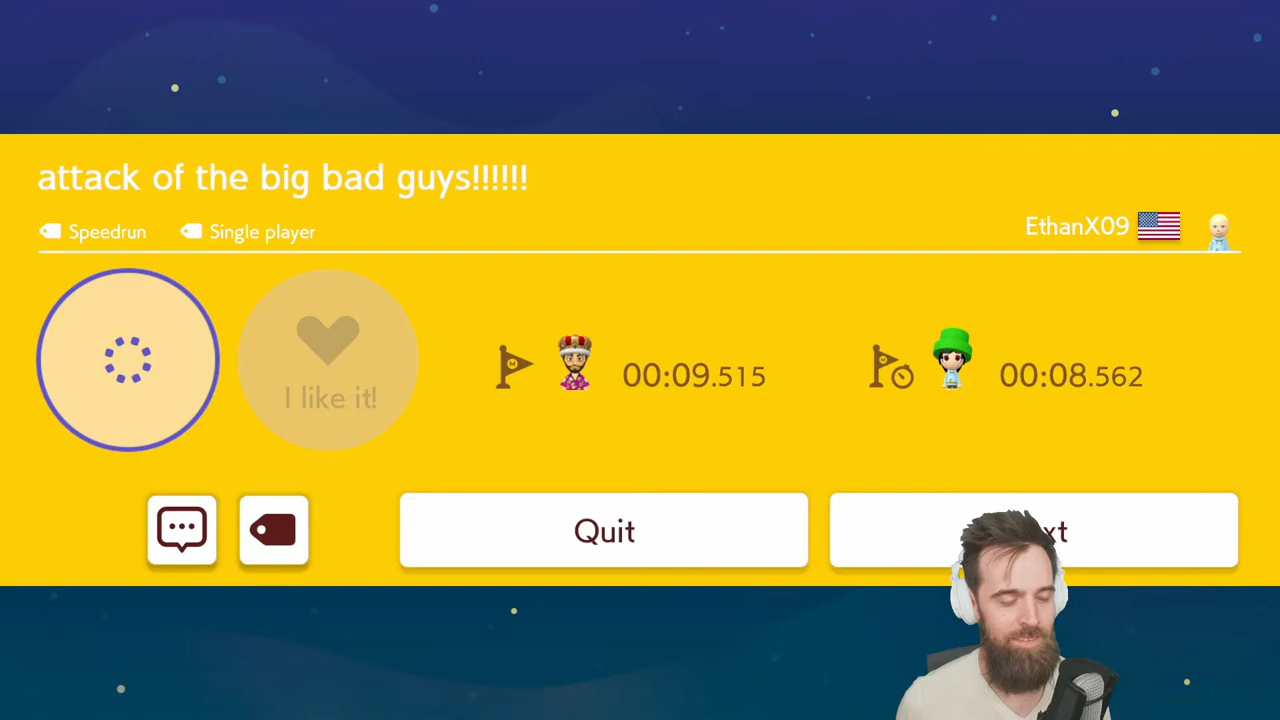 attack of the big bad guys!!!!!!
Speedrun Single player
EthanX09
I like it!
M 00:09.515 M 00:08.562
Quit